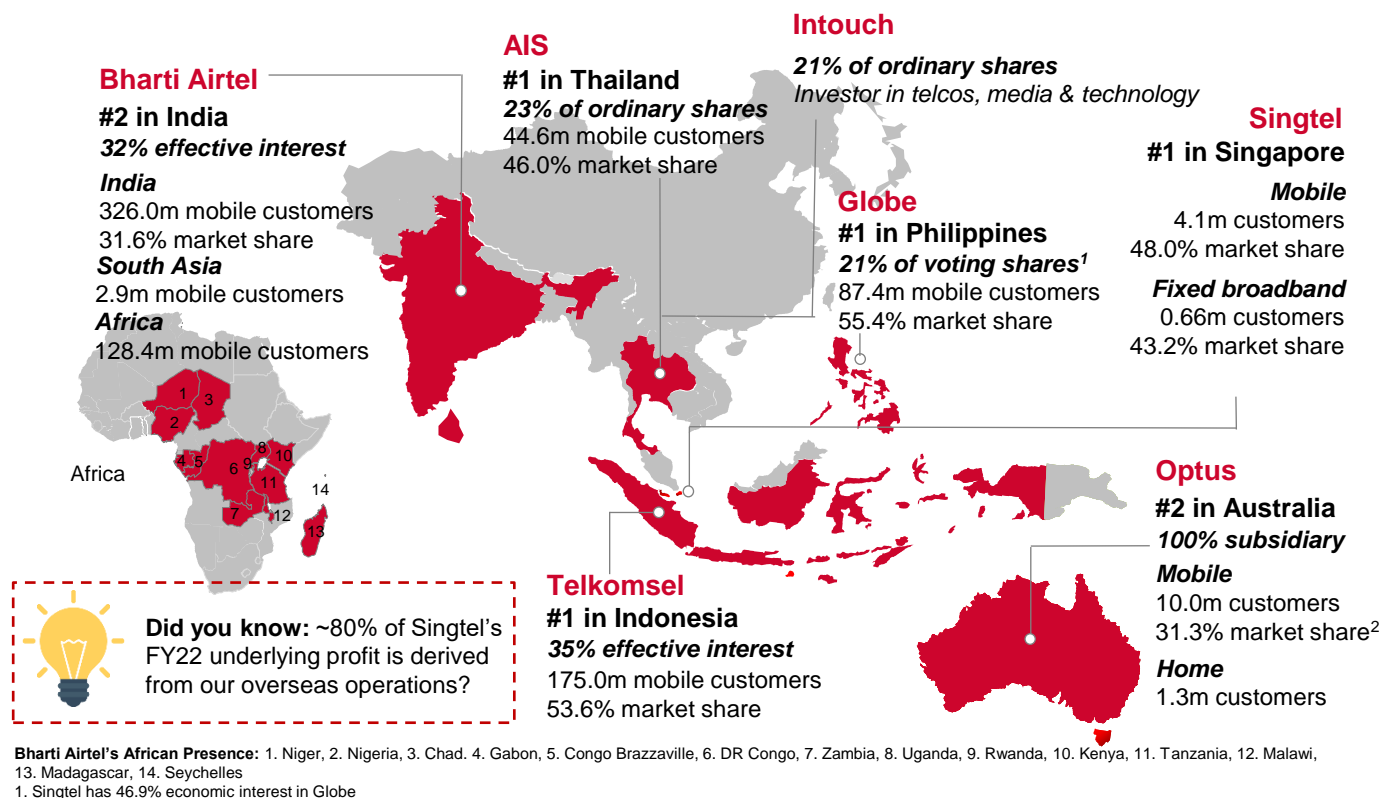 Bharti Airtel
#2 in India
32% effective interest
India
326.0m mobile customers
31.6% market share
South Asia
2.9m mobile customers
Africa
128.4m mobile customers
AIS
#1 in Thailand
23% of ordinary shares
44.6m mobile customers
46.0% market share
Intouch
21% of ordinary shares
Investor in telcos, media & technology
Singtel
#1 in Singapore
Mobile
4.1m customers
48.0% market share
Fixed broadband
0.66m customers
43.2% market share
Globe
#1 in Philippines
21% of voting shares1
87.4m mobile customers
55.4% market share
Africa
1
2
3
4
5
6
7
8
9
10
11
12
13
14
Telkomsel
#1 in Indonesia
35% effective interest
175.0m mobile customers
53.6% market share
Optus
#2 in Australia
100% subsidiary
Mobile
10.0m customers
31.3% market share2
Home
1.3m customers
Did you know: ~80% of Singtel's
FY22 underlying profit is derived
from our overseas operations?
Bharti Airtel's African Presence: 1. Niger, 2. Nigeria, 3. Chad. 4. Gabon, 5. Congo Brazzaville, 6. DR Congo, 7. Zambia, 8. Uganda, 9. Rwanda, 10. Kenya, 11. Tanzania, 12. Malawi,
13. Madagascar, 14. Seychelles
1. Singtel has 46.9% economic interest in Globe